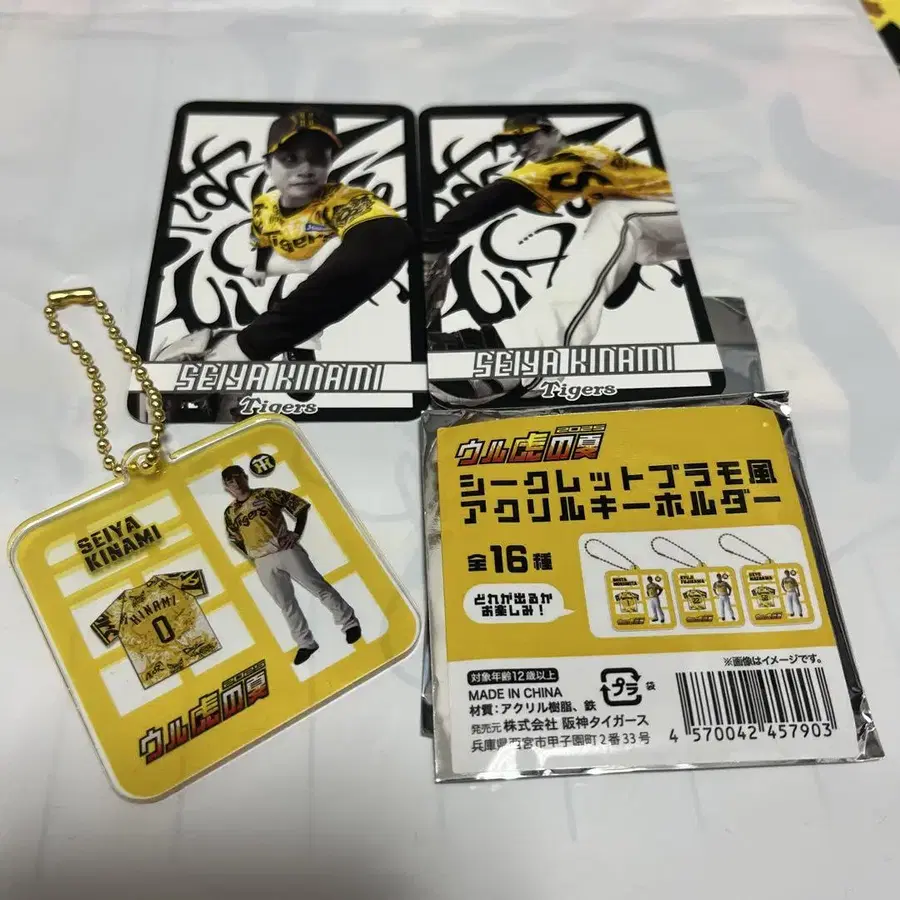 Tigers
SEIYA KINAMI
Tigers
SEIYA KINAMI
Tigers
SEIYA
KINAMI
Tigers
KINAMI
0
2025
ウル虎の夏
2025
ウル虎の夏
シークレットプラモ風
アクリルキーホルダー
全16種
どれが出るか
お楽しみ!
※画像はイメージです。
対象年齢12歳以上
MADE IN CHINA
材質:アクリル樹脂、鉄
発売元 株式会社 阪神タイガース
兵庫県西宮市甲子園町2番33号
プラ 袋
4 570042 457903